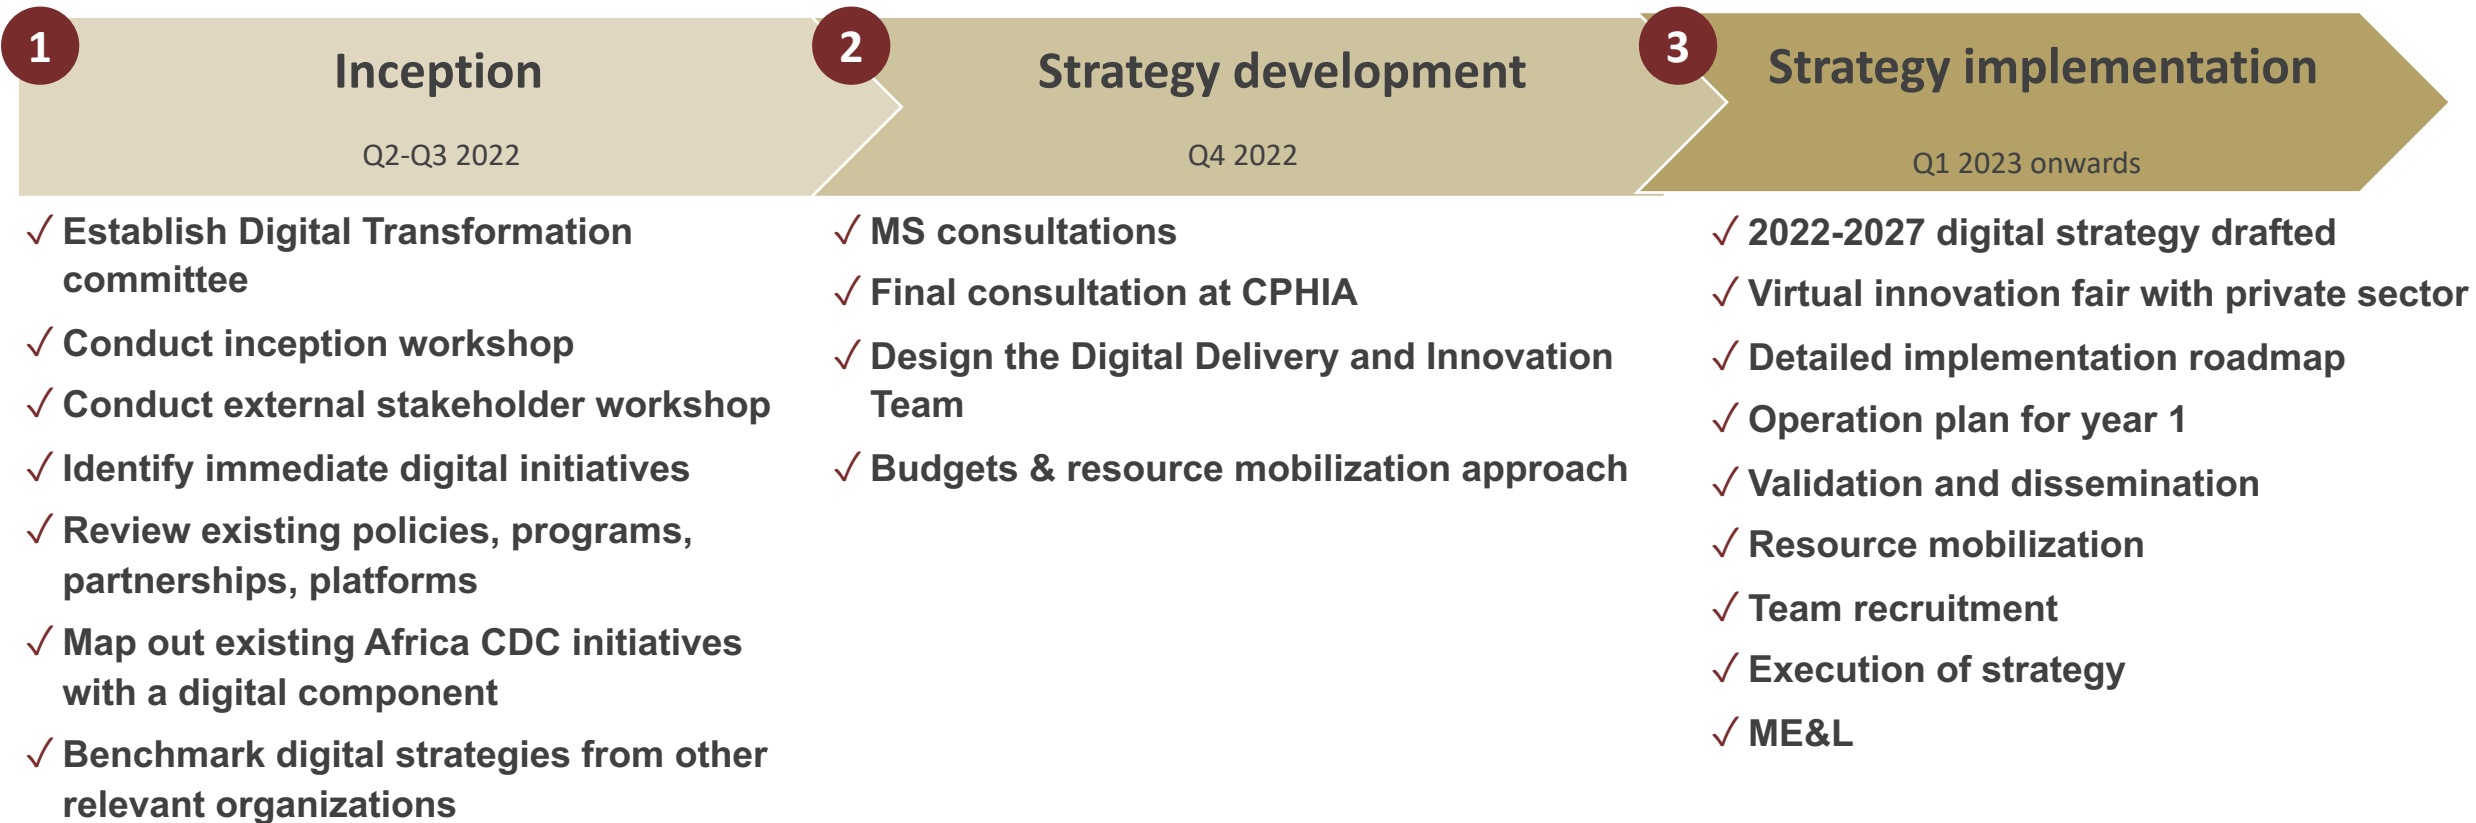 1
Inception
Q2-Q3 2022
✓ Establish Digital Transformation
committee
✓ Conduct inception workshop
✓ Conduct external stakeholder workshop
✓ Identify immediate digital initiatives
✓ Review existing policies, programs,
partnerships, platforms
✓ Map out existing Africa CDC initiatives
with a digital component
✓ Benchmark digital strategies from other
relevant organizations
2
Strategy development
Q4 2022
✓ MS consultations
✓ Final consultation at CPHIA
✓ Design the Digital Delivery and Innovation
Team
✓ Budgets & resource mobilization approach
3
Strategy implementation
Q1 2023 onwards
✓ 2022-2027 digital strategy drafted
✓ Virtual innovation fair with private sector
✓ Detailed implementation roadmap
✓ Operation plan for year 1
✓ Validation and dissemination
✓ Resource mobilization
✓ Team recruitment
✓ Execution of strategy
✓ ME&L